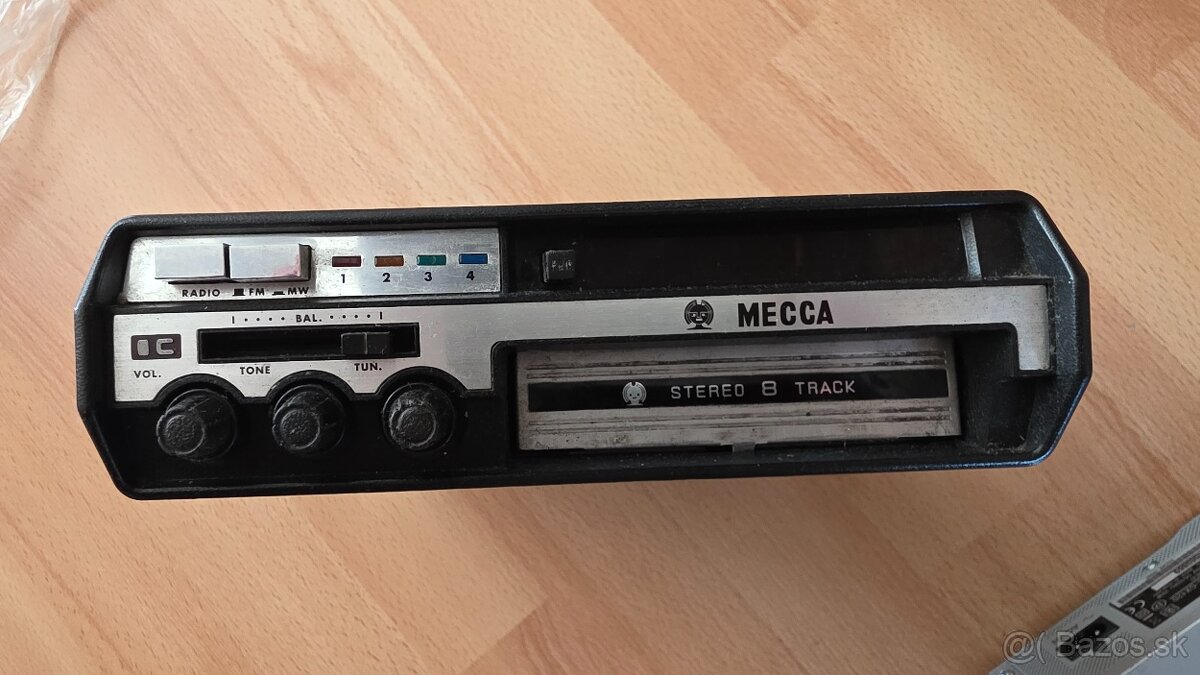 RADIO FM MW
1 2 3 4
MECCA
BAL.
IC
VOL. TONE TUN.
STEREO 8 TRACK
@( Bazos.sk